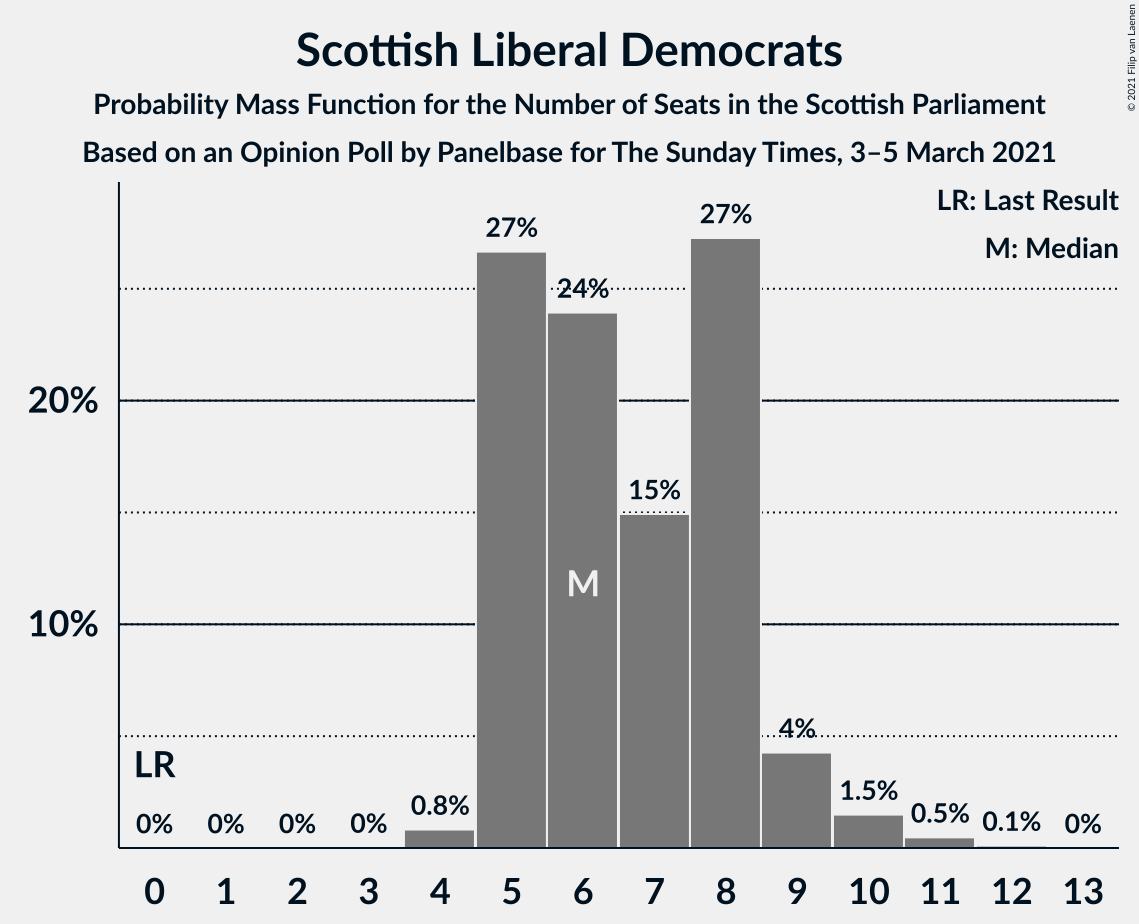 Scottish Liberal Democrats
Probability Mass Function for the Number of Seats in the Scottish Parliament
Based on an Opinion Poll by Panelbase for The Sunday Times, 3–5 March 2021
© 2021 Filip van Laenen
LR: Last Result
M: Median
27%
27%
24%
20%
15%
M
10%
4%
LR
1.5%
0.8%
0.5%
0.1%
0% 0% 0% 0% 0%
0 1 2 3 4 5 6 7 8 9 10 11 12 13